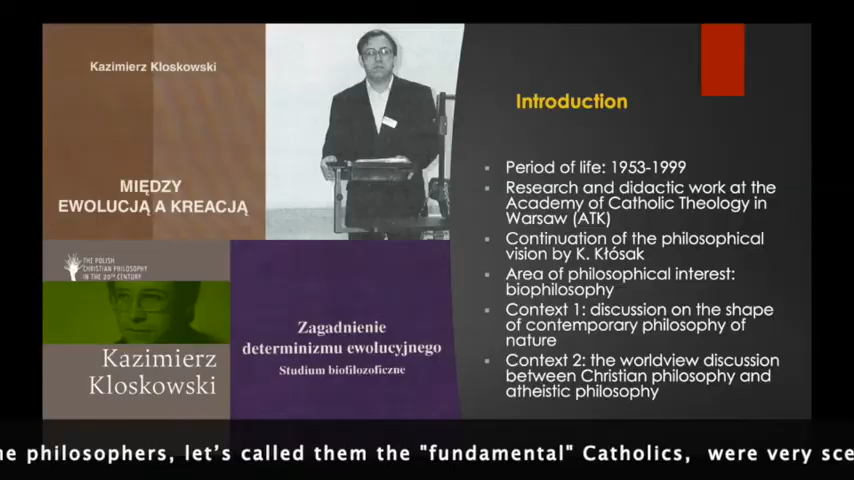 Kazimierz Kloskowski
MIĘDZY
EWOLUCJĄ A KREACJĄ
THE POLISH
CHRISTIAN PHILOSOPHY
IN THE 20TH CENTURY
Kazimierz
Kloskowski
Zagadnienie
determinizmu ewolucyjnego
Studium biofilozoficzne
Introduction
Period of life: 1953-1999
Research and didactic work at the
Academy of Catholic Theology in
Warsaw (ATK)
Continuation of the philosophical
vision by K. Kłósak
Area of philosophical interest:
biophilosophy
Context 1: discussion on the shape
of contemporary philosophy of
nature
Context 2: the worldview discussion
between Christian philosophy and
atheistic philosophy
philosophers, let's called them the "fundamental" Catholics, were very